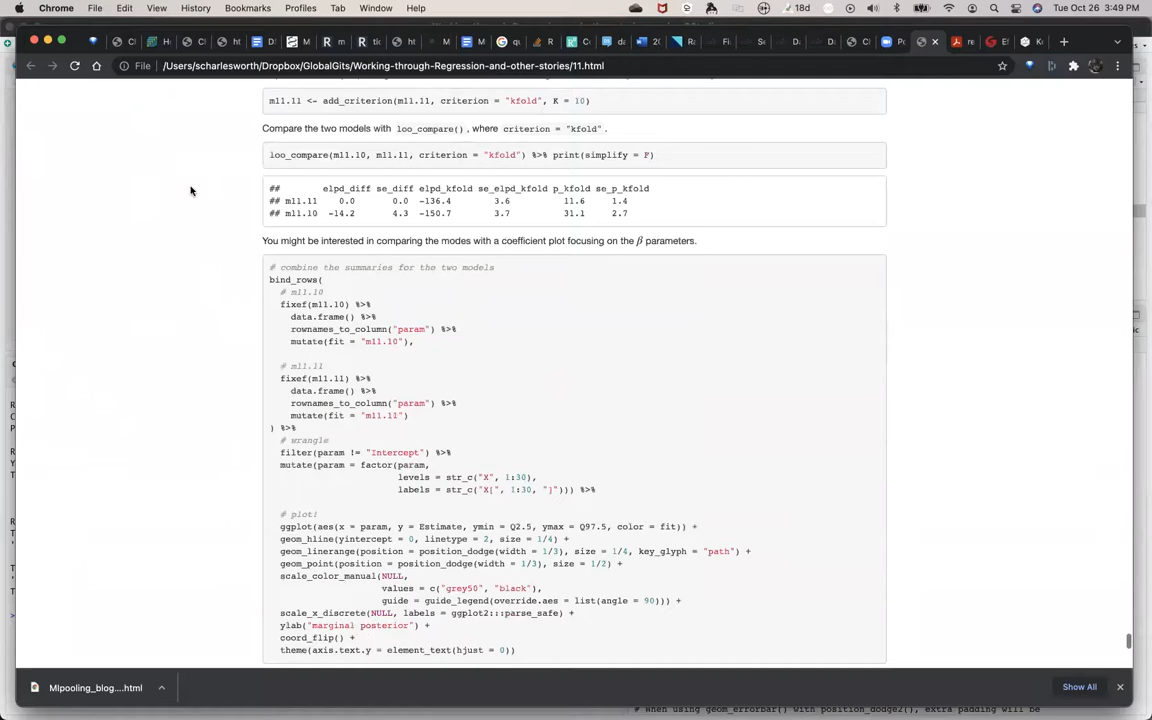 Chrome File Edit View History Bookmarks Profiles Tab Window Help 18d Tue Oct 26 3:49 PM
File /Users/scharlesworth/Dropbox/GlobalGits/Working-through-Regression-and-other-stories/11.html
m11.11 <- add_criterion(m11.11, criterion = "kfold", K = 10)
Compare the two models with loo_compare(), where criterion = "kfold".
loo_compare(m11.10, m11.11, criterion = "kfold") %>% print(simplify = F)
## elpd_diff se_diff elpd_kfold se_elpd_kfold p_kfold se_p_kfold
## m11.11 0.0 0.0 -136.4 3.6 11.6 1.4
## m11.10 -14.2 4.3 -150.7 3.7 31.1 2.7
You might be interested in comparing the modes with a coefficient plot focusing on the β parameters.
# combine the summaries for the two models
bind_rows(
# m11.10
fixef(m11.10) %>%
data.frame() %>%
rownames_to_column("param") %>%
mutate(fit = "m11.10"),
# m11.11
fixef(m11.11) %>%
data.frame() %>%
rownames_to_column("param") %>%
mutate(fit = "m11.11")
) %>%
# wrangle
filter(param != "Intercept") %>%
mutate(param = factor(param,
levels = str_c("X", 1:30),
labels = str_c("X[", 1:30, "]"))) %>%
# plot!
ggplot(aes(x = param, y = Estimate, ymin = Q2.5, ymax = Q97.5, color = fit)) +
geom_hline(yintercept = 0, linetype = 2, size = 1/4) +
geom_linerange(position = position_dodge(width = 1/3), size = 1/4, key_glyph = "path") +
geom_point(position = position_dodge(width = 1/3), size = 1/2) +
scale_color_manual(NULL,
values = c("grey50", "black"),
guide = guide_legend(override.aes = list(angle = 90))) +
scale_x_discrete(NULL, labels = ggplot2:::parse_safe) +
ylab("marginal posterior") +
coord_flip() +
theme(axis.text.y = element_text(hjust = 0))
MIpooling_blog....html Show All
# When using geom_errorbar() with position_dodge2(), extra padding will be